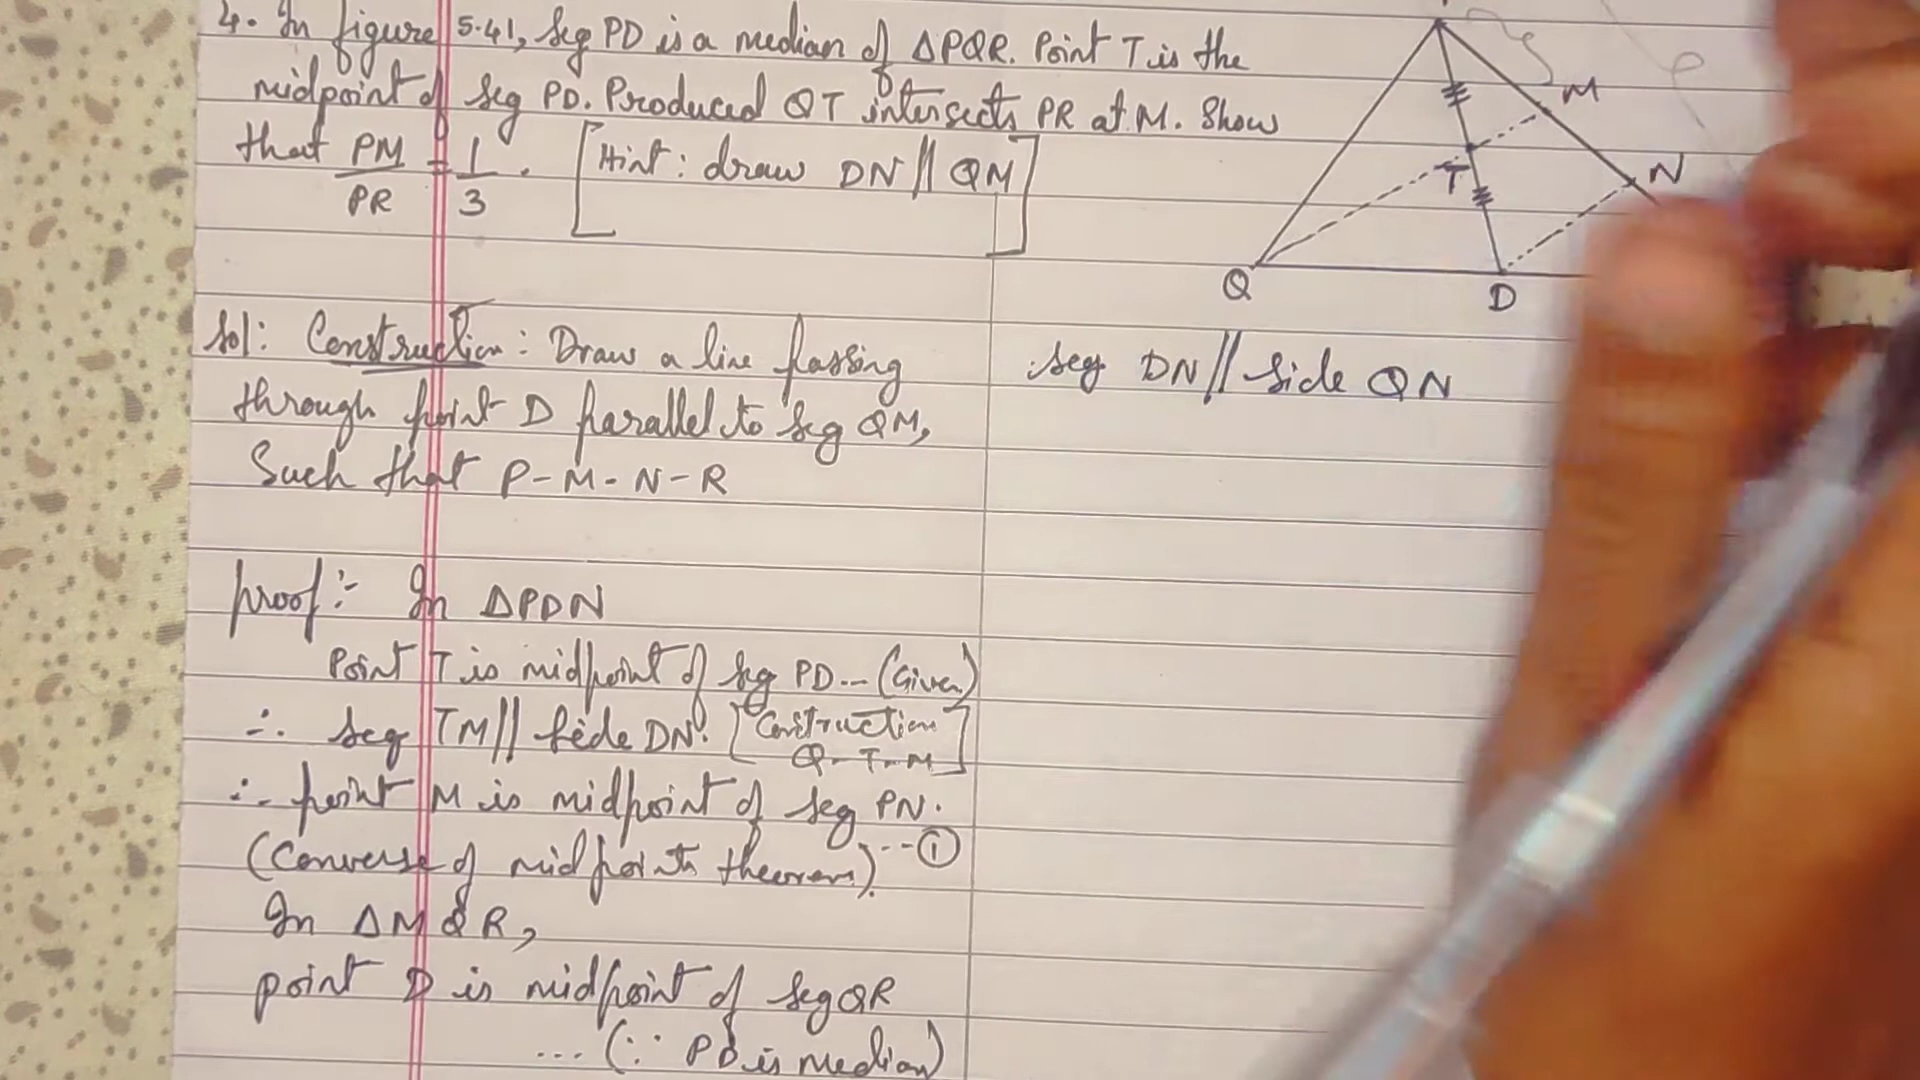 4. In figure 5.41, seg PD is a median of ΔPQR. Point T is the
midpoint of seg PD. Produced QT intersects PR at M. Show
that PM/PR = 1/3. [Hint: draw DN || QM]
M
T
N
Q
D
Sol: Construction: Draw a line passing
through point D parallel to seg QM,
Such that P-M-N-R
proof:- In ΔPDN
Point T is midpoint of seg PD... (Given)
∴ seg TM || side DN. [Construction
Q-T-M]
∴ point M is midpoint of seg PN.
(Converse of midpoint theorem) ...①
In ΔMQR,
point D is midpoint of seg QR
... (∵ PD is median)
seg DN || side QN